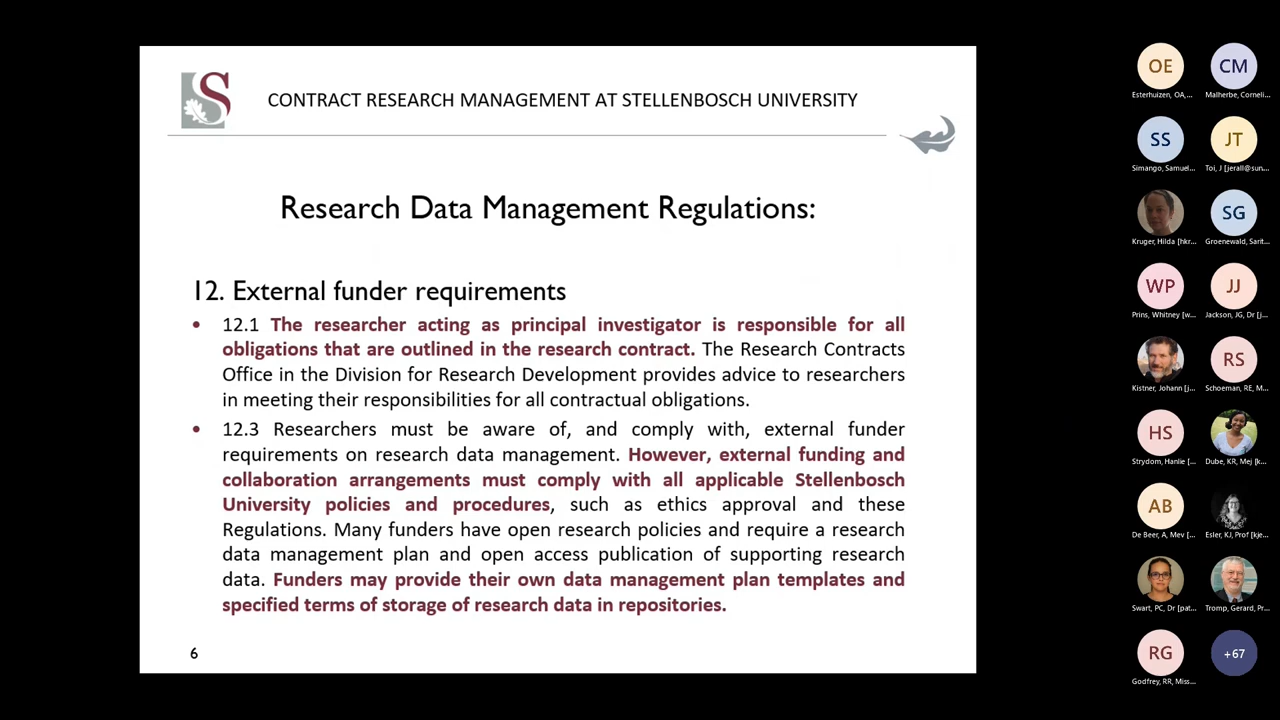 S
CONTRACT RESEARCH MANAGEMENT AT STELLENBOSCH UNIVERSITY
Research Data Management Regulations:
12. External funder requirements
• 12.1 The researcher acting as principal investigator is responsible for all
obligations that are outlined in the research contract. The Research Contracts
Office in the Division for Research Development provides advice to researchers
in meeting their responsibilities for all contractual obligations.
• 12.3 Researchers must be aware of, and comply with, external funder
requirements on research data management. However, external funding and
collaboration arrangements must comply with all applicable Stellenbosch
University policies and procedures, such as ethics approval and these
Regulations. Many funders have open research policies and require a research
data management plan and open access publication of supporting research
data. Funders may provide their own data management plan templates and
specified terms of storage of research data in repositories.
6
OE CM
Esterhuizen, OA,... Malherbe, Corneli...
SS JT
Simango, Samuel... Toi, J [jerall@sun...
SG
Kruger, Hilda [hkr... Groenewald, Sarit...
WP JJ
Prins, Whitney [w... Jackson, JG, Dr [j...
RS
Kistner, Johann [j... Schoeman, RE, M...
HS
Strydom, Hanlie [... Dube, KR, Mej [k...
AB
De Beer, A, Mev [... Esler, KJ, Prof [kje...
Swart, PC, Dr [pat... Tromp, Gerard, Pr...
RG +67
Godfrey, RR, Miss...